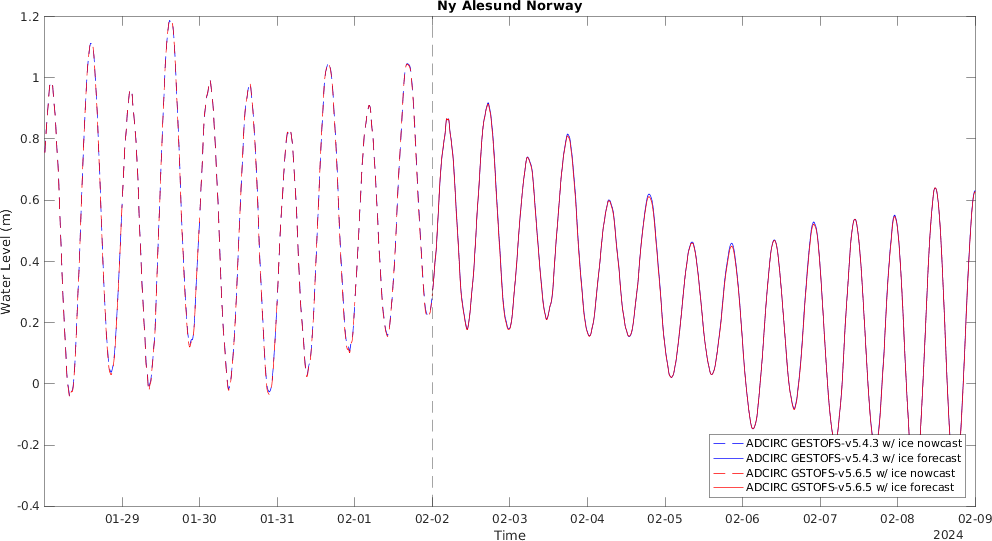 Ny Alesund Norway
1.2
1
0.8
0.6
0.4
0.2
0
-0.2
-0.4
Water Level (m)
ADCIRC GESTOFS-v5.4.3 w/ ice nowcast
ADCIRC GESTOFS-v5.4.3 w/ ice forecast
ADCIRC GSTOFS-v5.6.5 w/ ice nowcast
ADCIRC GSTOFS-v5.6.5 w/ ice forecast
01-29 01-30 01-31 02-01 02-02 02-03 02-04 02-05 02-06 02-07 02-08 02-09
Time
2024